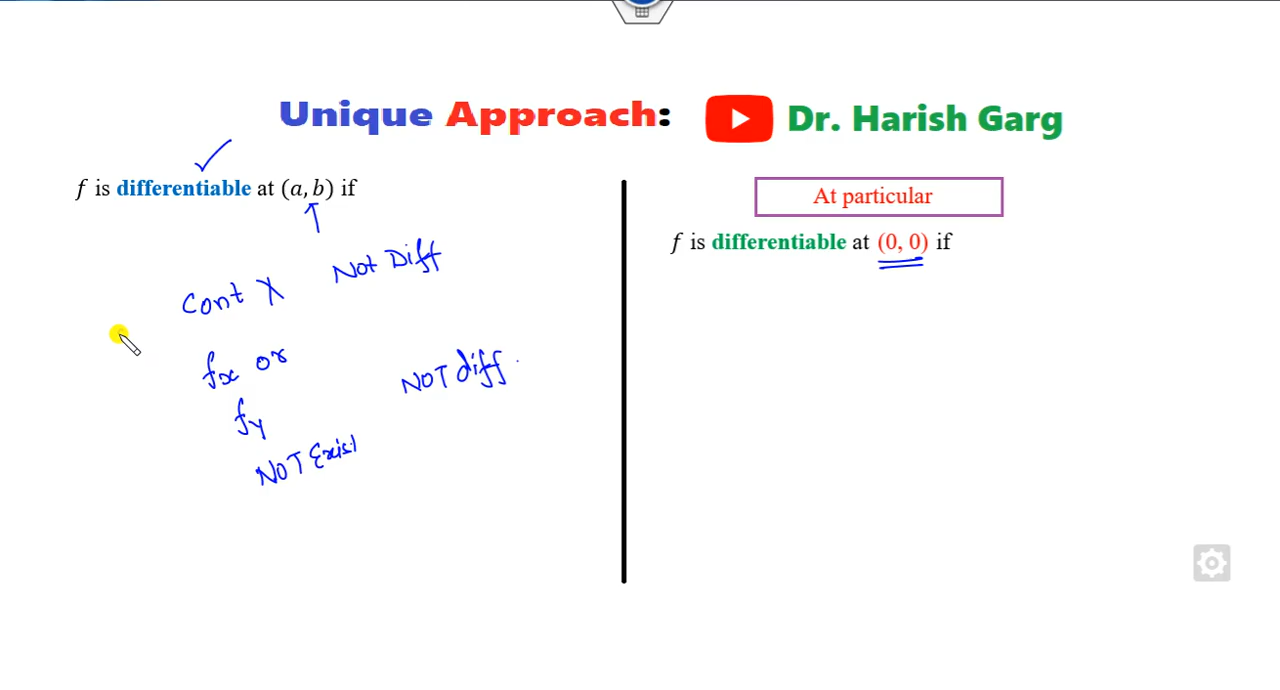 Unique Approach: Dr. Harish Garg
f is differentiable at (a, b) if
Cont X Not Diff
fx or
fy
NOT Exist
NOT diff
At particular
f is differentiable at (0, 0) if